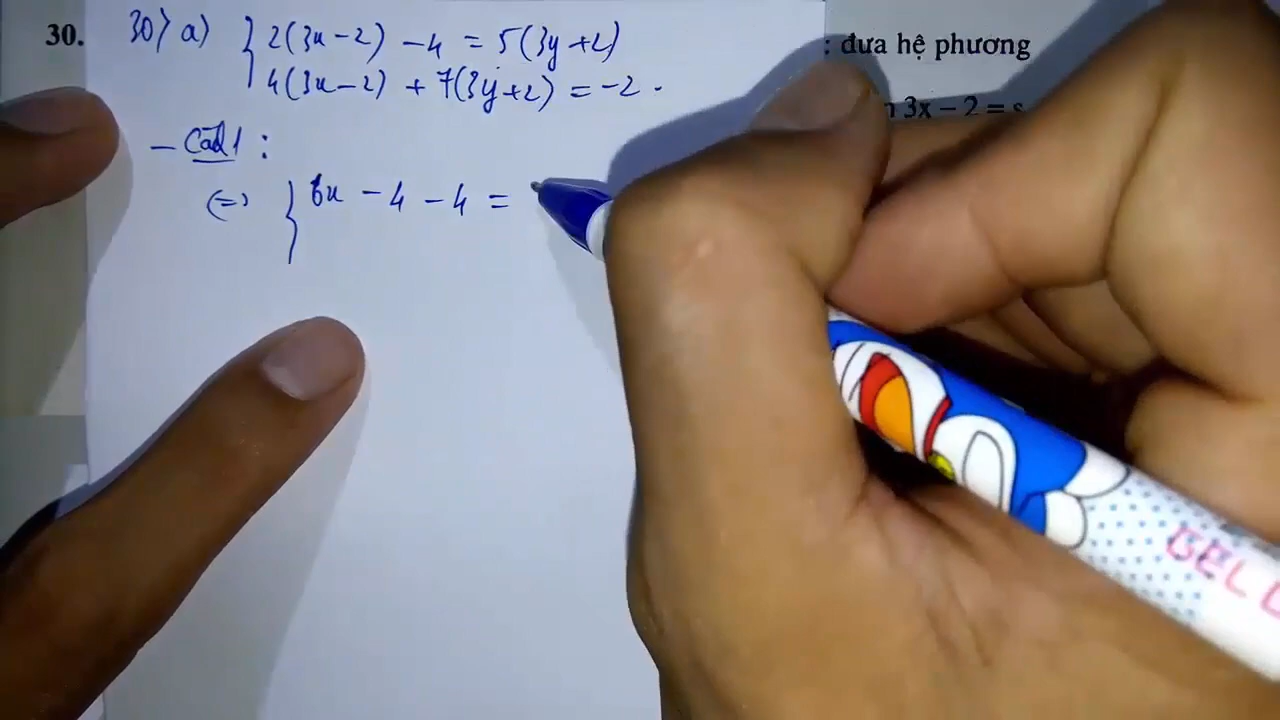 30.
30) a) { 2(3x-2) - 4 = 5(3y+2)
4(3x-2) + 7(3y+2) = -2.
: đưa hệ phương
3x – 2 = s
- Cách 1 :
<=> { 6x - 4 - 4 =
GEL